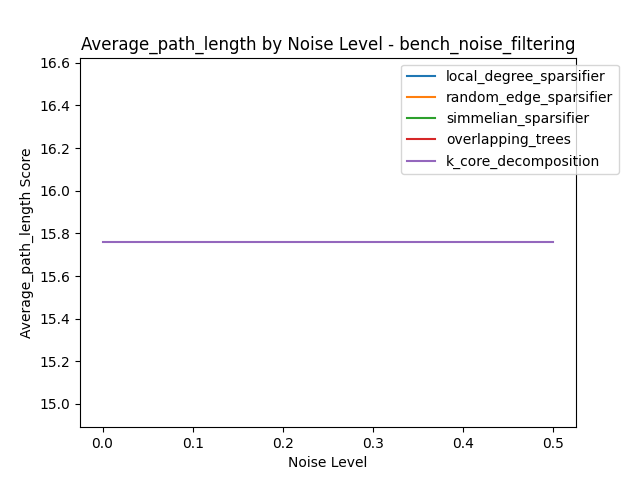 Average_path_length by Noise Level - bench_noise_filtering
16.6
16.4
16.2
16.0
15.8
15.6
15.4
15.2
15.0
Average_path_length Score
local_degree_sparsifier
random_edge_sparsifier
simmelian_sparsifier
overlapping_trees
k_core_decomposition
0.0 0.1 0.2 0.3 0.4 0.5
Noise Level